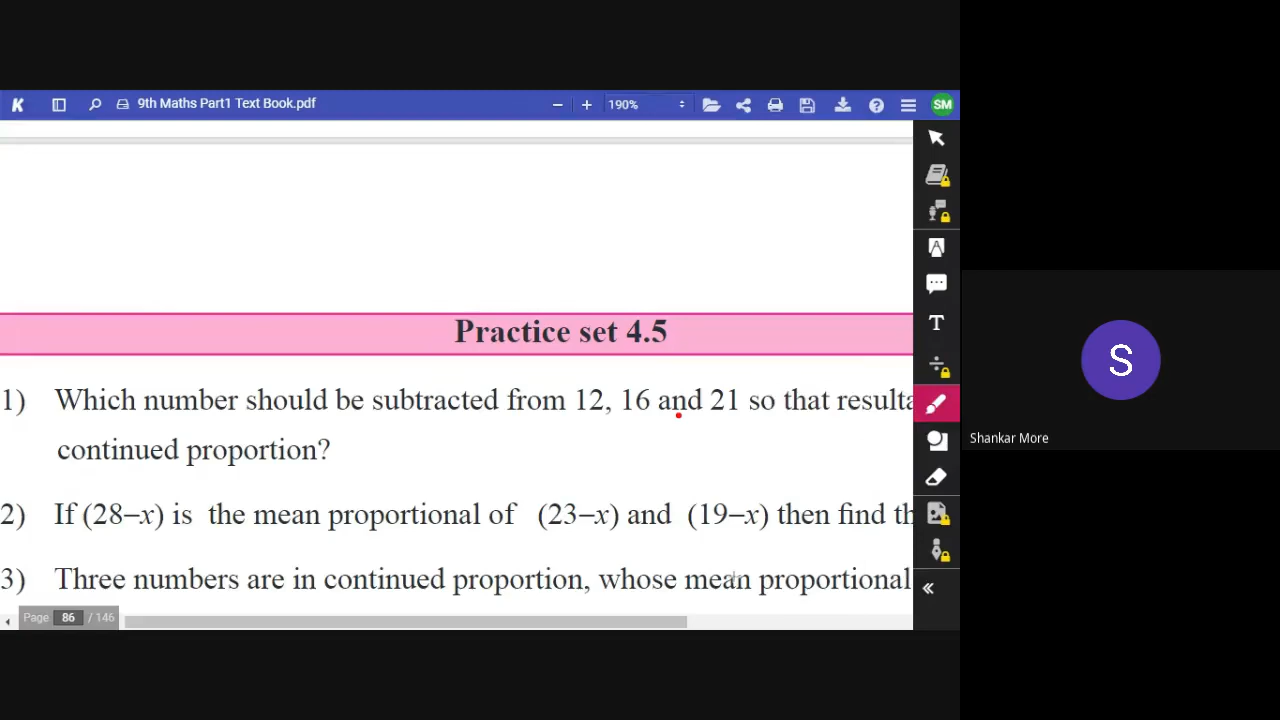 K 9th Maths Part1 Text Book.pdf 190% SM
Practice set 4.5
1) Which number should be subtracted from 12, 16 and 21 so that resulta
continued proportion?
2) If (28–x) is the mean proportional of (23–x) and (19–x) then find th
3) Three numbers are in continued proportion, whose mean proportional
Page 86 / 146
S
Shankar More